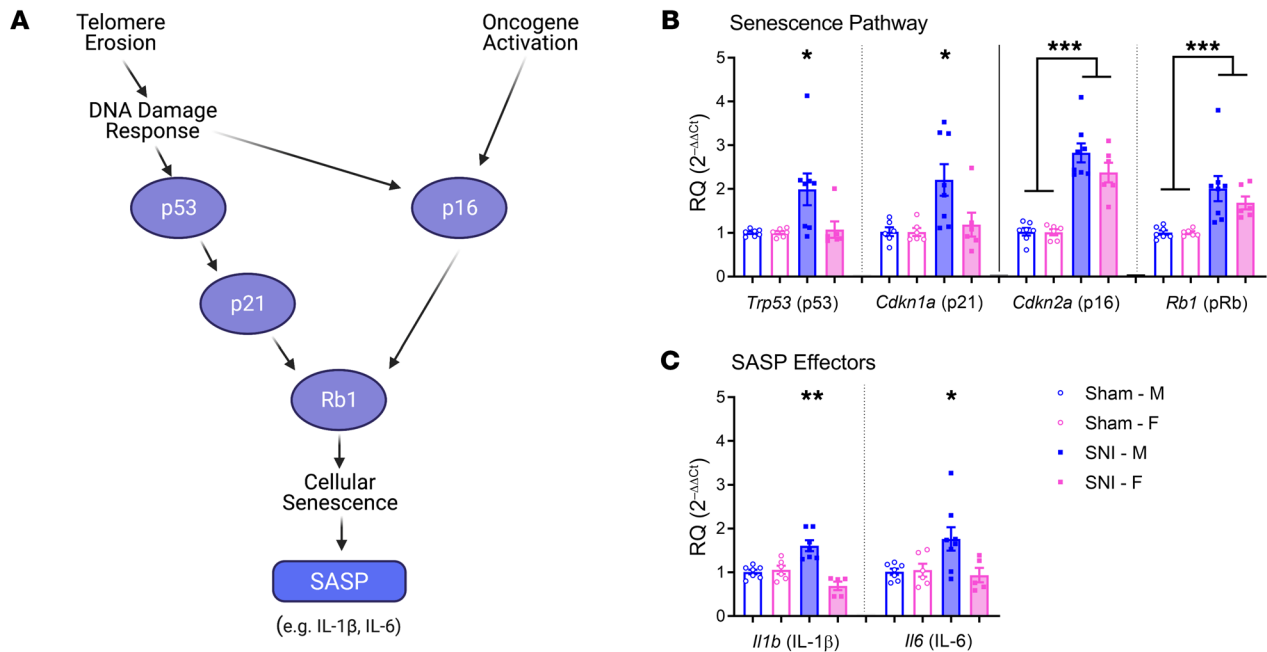 A
Telomere
Erosion
Oncogene
Activation
DNA Damage
Response
p53
p16
p21
Rb1
Cellular
Senescence
SASP
(e.g. IL-1β, IL-6)
B
Senescence Pathway
RQ (2−ΔΔCt)
5
4
3
2
1
0
*
*
***
***
Trp53 (p53)
Cdkn1a (p21)
Cdkn2a (p16)
Rb1 (pRb)
C
SASP Effectors
RQ (2−ΔΔCt)
5
4
3
2
1
0
**
*
Il1b (IL-1β)
Il6 (IL-6)
Sham - M
Sham - F
SNI - M
SNI - F